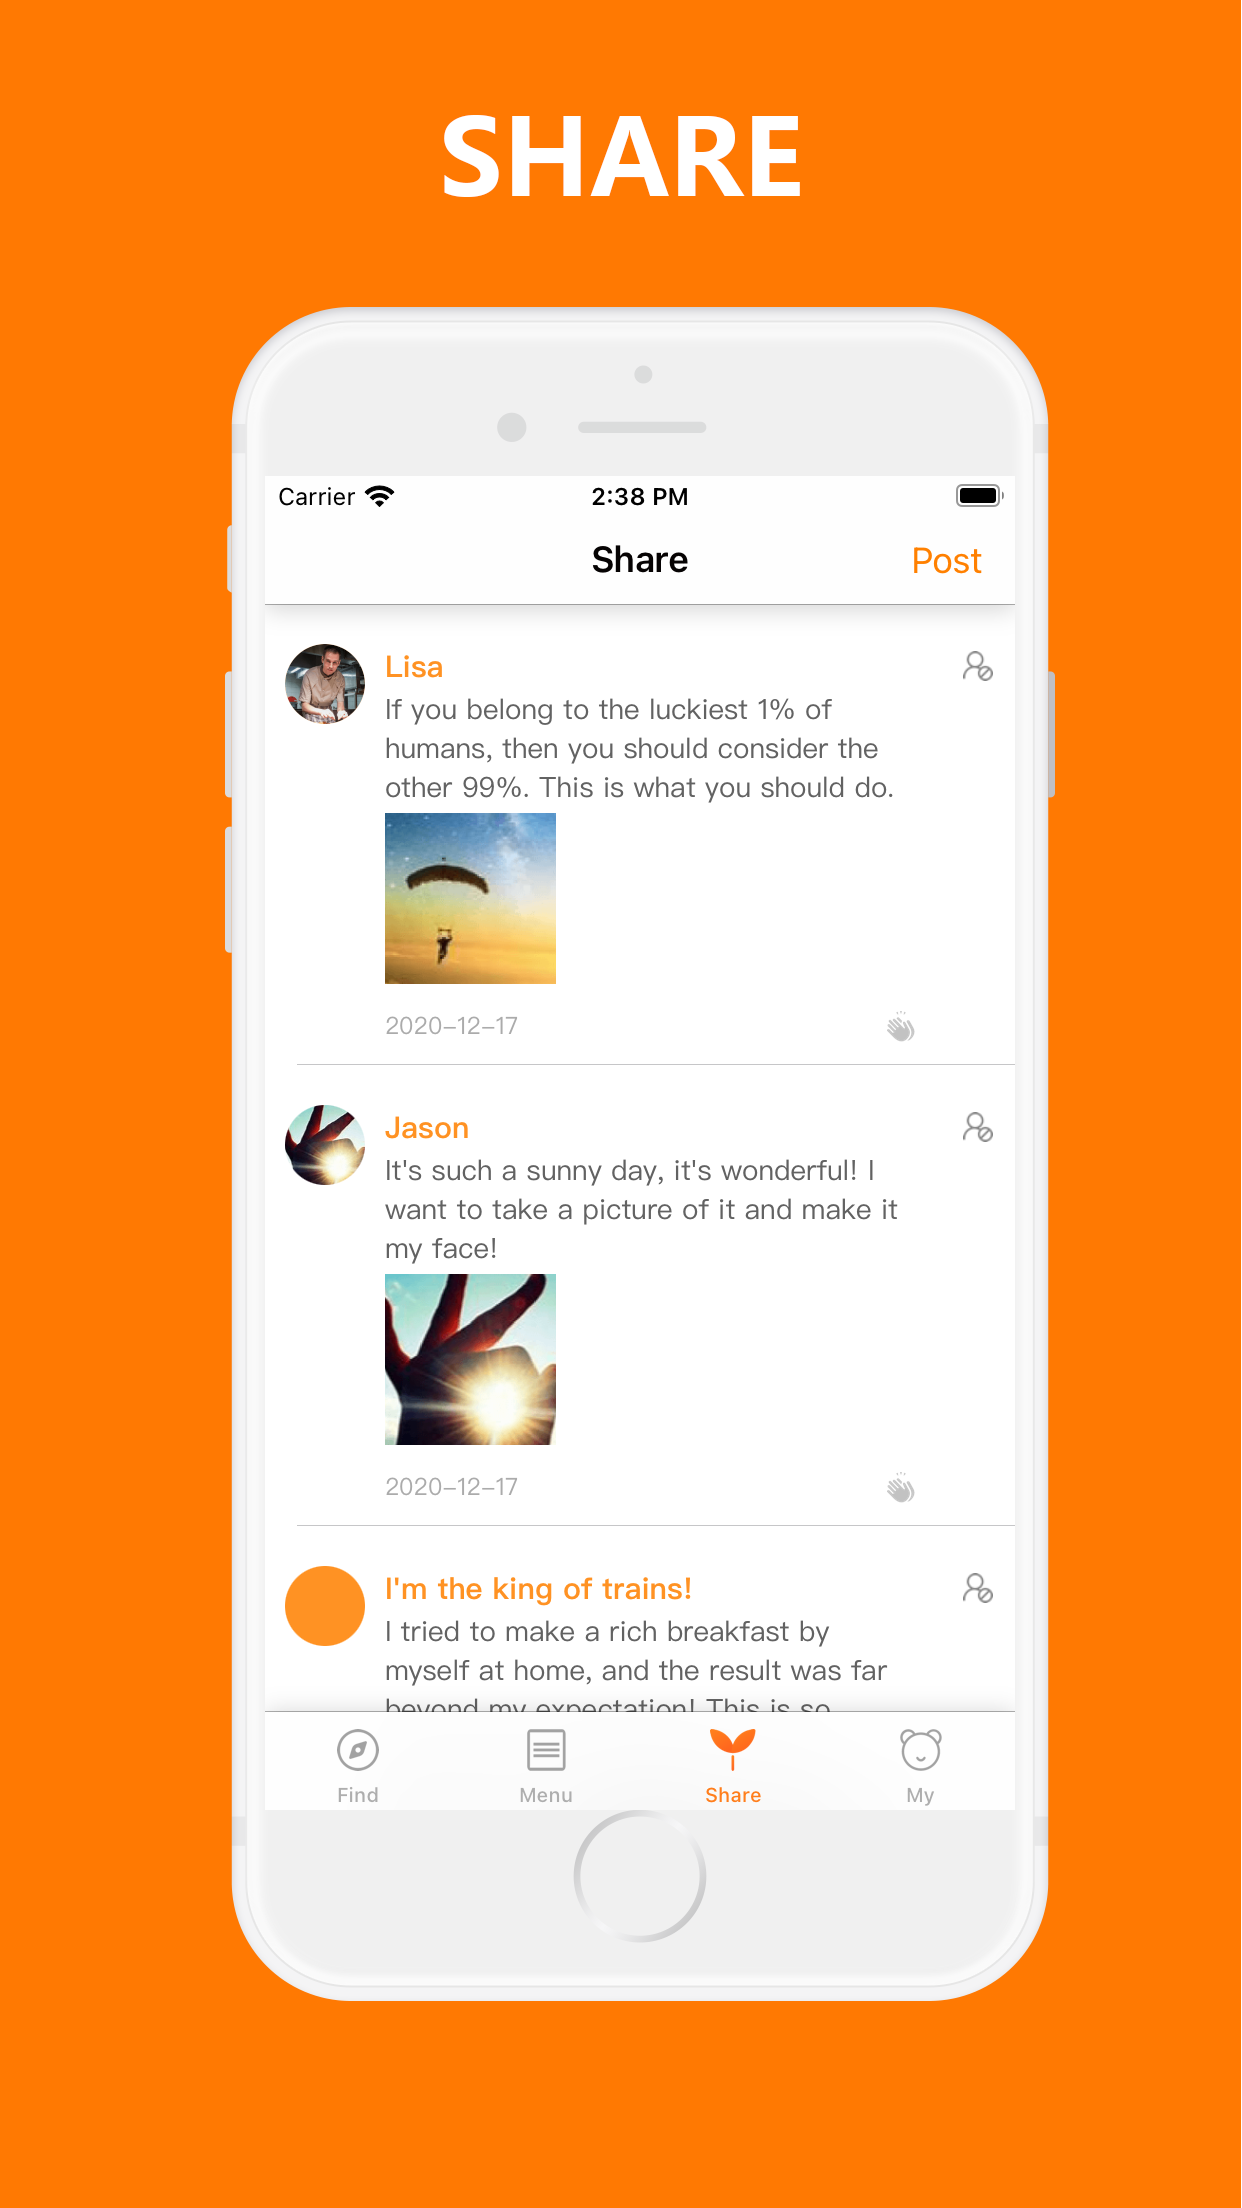 SHARE
Carrier
2:38 PM
Share
Post
Lisa
If you belong to the luckiest 1% of
humans, then you should consider the
other 99%. This is what you should do.
2020-12-17
Jason
It's such a sunny day, it's wonderful! I
want to take a picture of it and make it
my face!
2020-12-17
I'm the king of trains!
I tried to make a rich breakfast by
myself at home, and the result was far
beyond my expectation! This is so
Find
Menu
Share
My